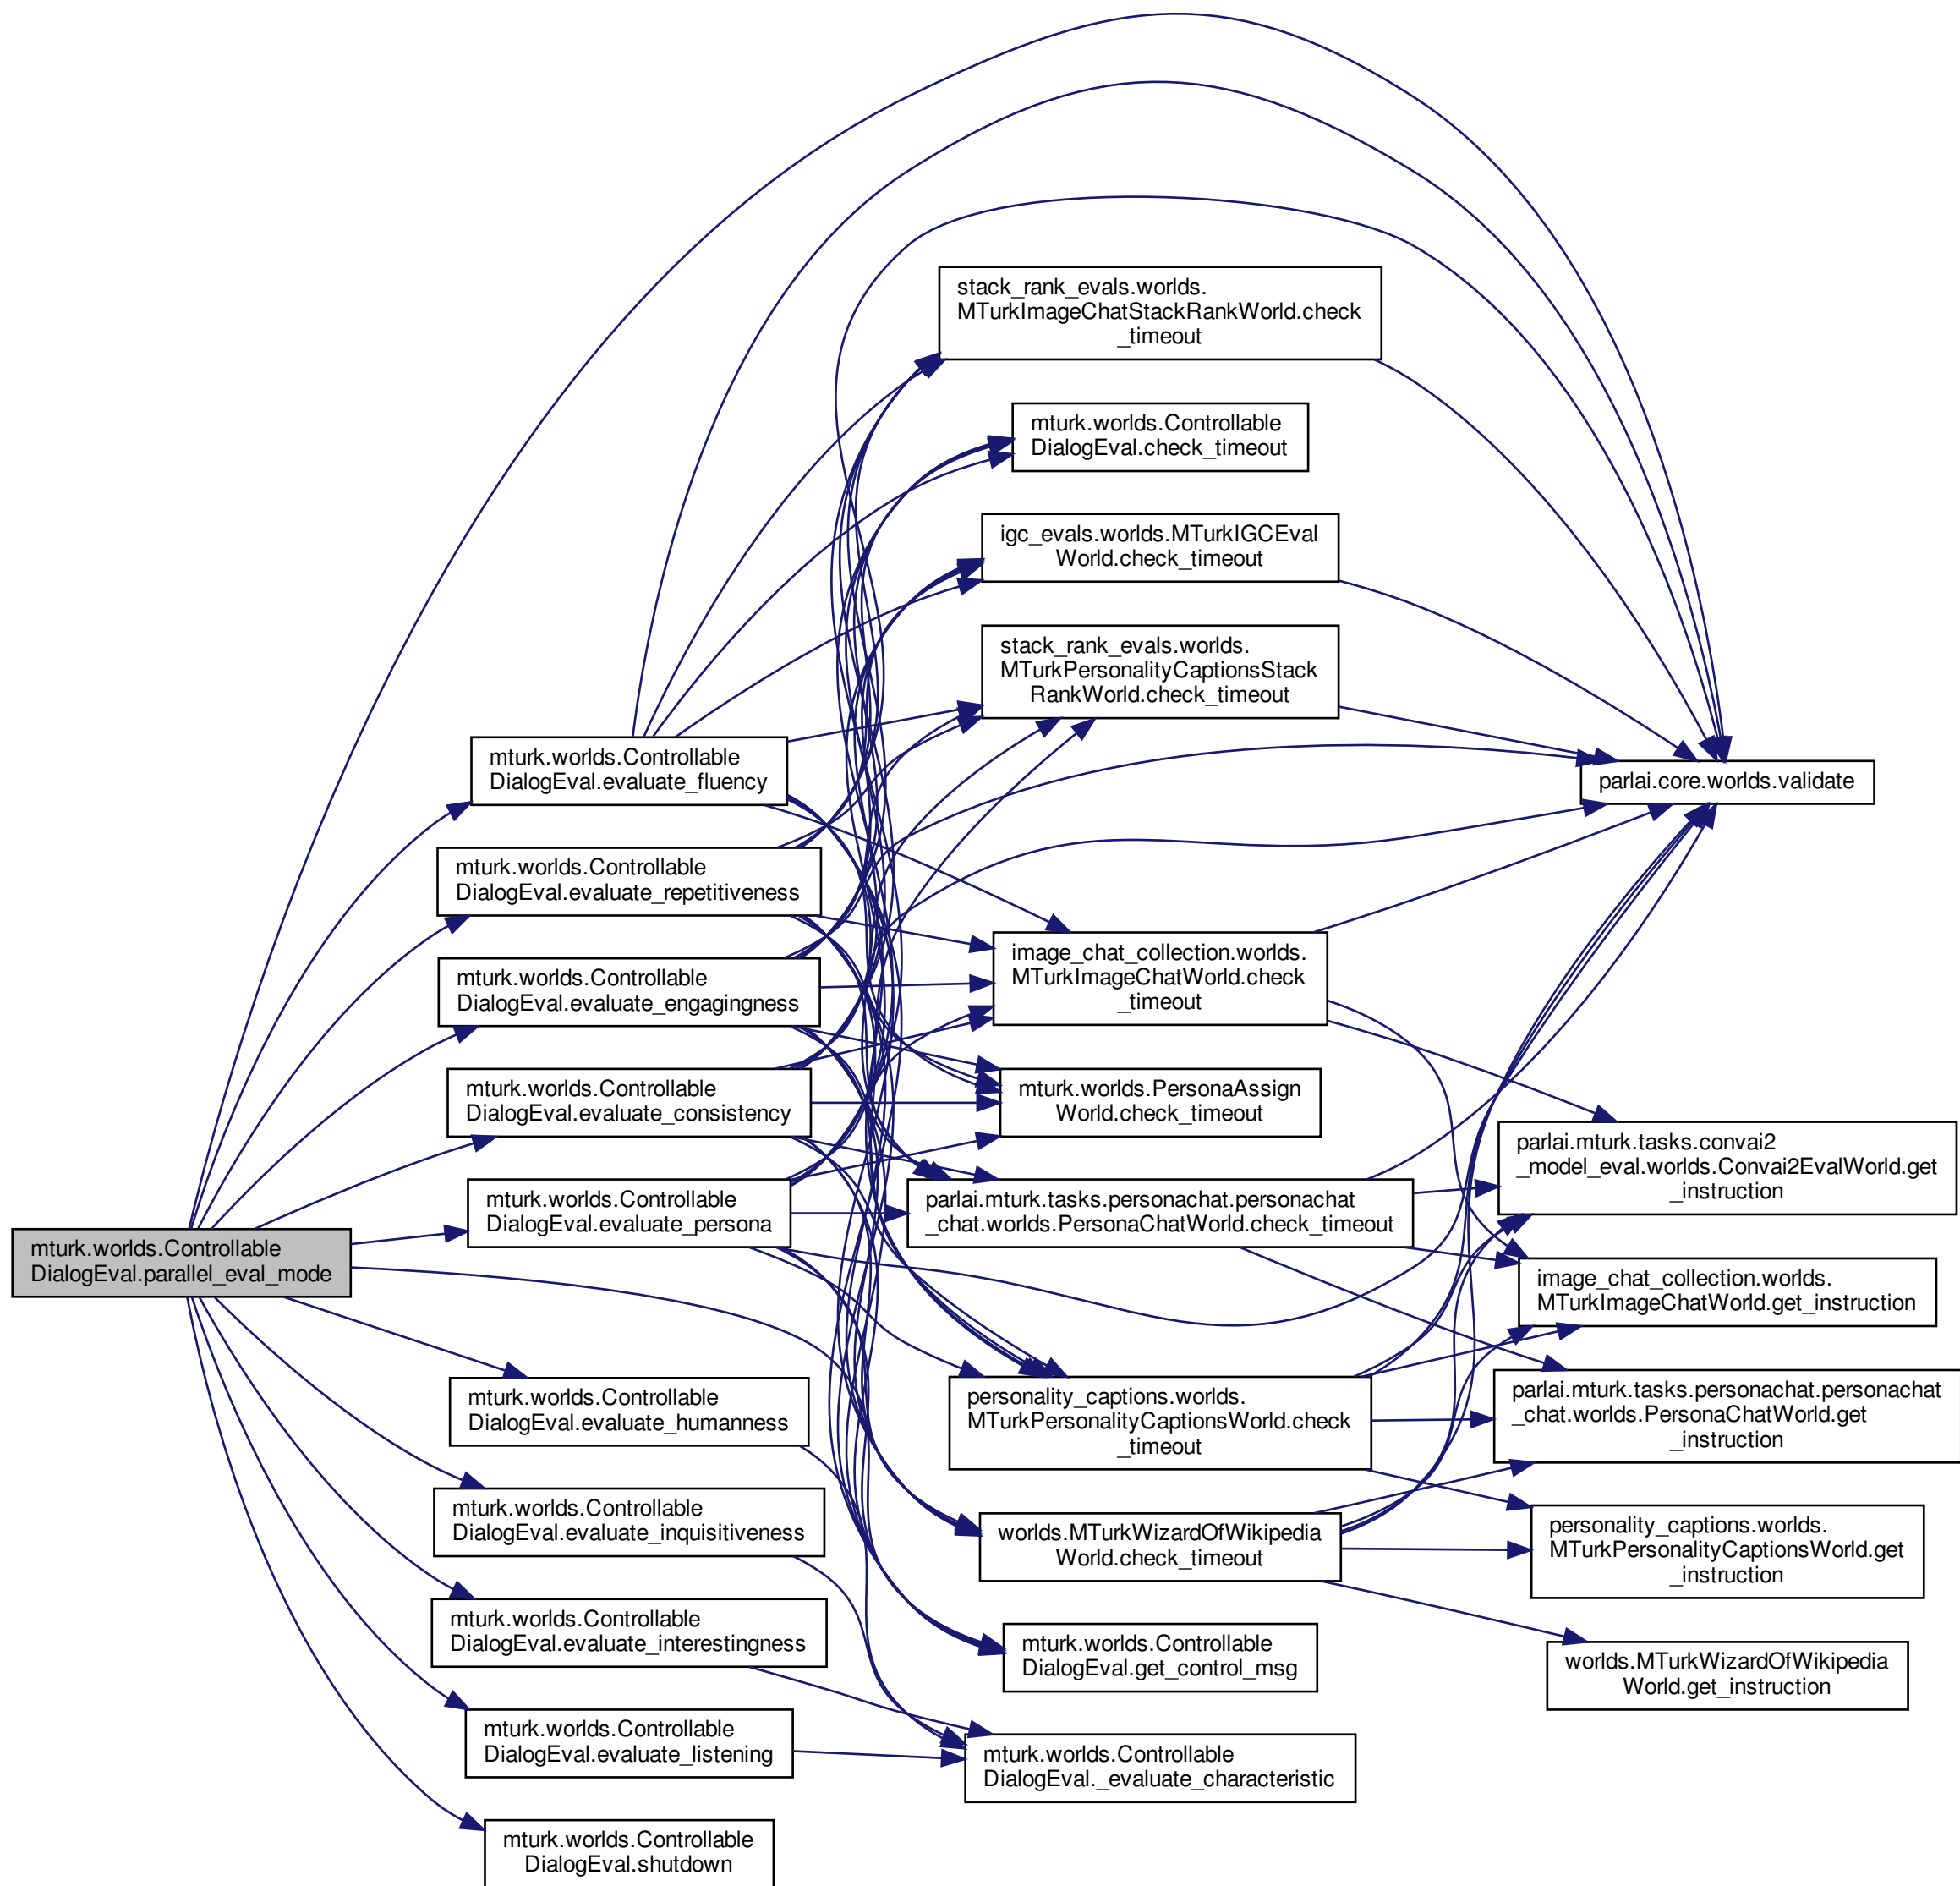 stack_rank_evals.worlds.
MTurkImageChatStackRankWorld.check
_timeout
mturk.worlds.Controllable
DialogEval.check_timeout
igc_evals.worlds.MTurkIGCEval
World.check_timeout
stack_rank_evals.worlds.
MTurkPersonalityCaptionsStack
RankWorld.check_timeout
mturk.worlds.Controllable
DialogEval.evaluate_fluency
parlai.core.worlds.validate
mturk.worlds.Controllable
DialogEval.evaluate_repetitiveness
image_chat_collection.worlds.
MTurkImageChatWorld.check
_timeout
mturk.worlds.Controllable
DialogEval.evaluate_engagingness
mturk.worlds.Controllable
DialogEval.evaluate_consistency
mturk.worlds.PersonaAssign
World.check_timeout
parlai.mturk.tasks.convai2
_model_eval.worlds.Convai2EvalWorld.get
_instruction
mturk.worlds.Controllable
DialogEval.evaluate_persona
parlai.mturk.tasks.personachat.personachat
_chat.worlds.PersonaChatWorld.check_timeout
mturk.worlds.Controllable
DialogEval.parallel_eval_mode
image_chat_collection.worlds.
MTurkImageChatWorld.get_instruction
mturk.worlds.Controllable
DialogEval.evaluate_humanness
personality_captions.worlds.
MTurkPersonalityCaptionsWorld.check
_timeout
parlai.mturk.tasks.personachat.personachat
_chat.worlds.PersonaChatWorld.get
_instruction
mturk.worlds.Controllable
DialogEval.evaluate_inquisitiveness
worlds.MTurkWizardOfWikipedia
World.check_timeout
personality_captions.worlds.
MTurkPersonalityCaptionsWorld.get
_instruction
mturk.worlds.Controllable
DialogEval.evaluate_interestingness
mturk.worlds.Controllable
DialogEval.get_control_msg
worlds.MTurkWizardOfWikipedia
World.get_instruction
mturk.worlds.Controllable
DialogEval.evaluate_listening
mturk.worlds.Controllable
DialogEval._evaluate_characteristic
mturk.worlds.Controllable
DialogEval.shutdown